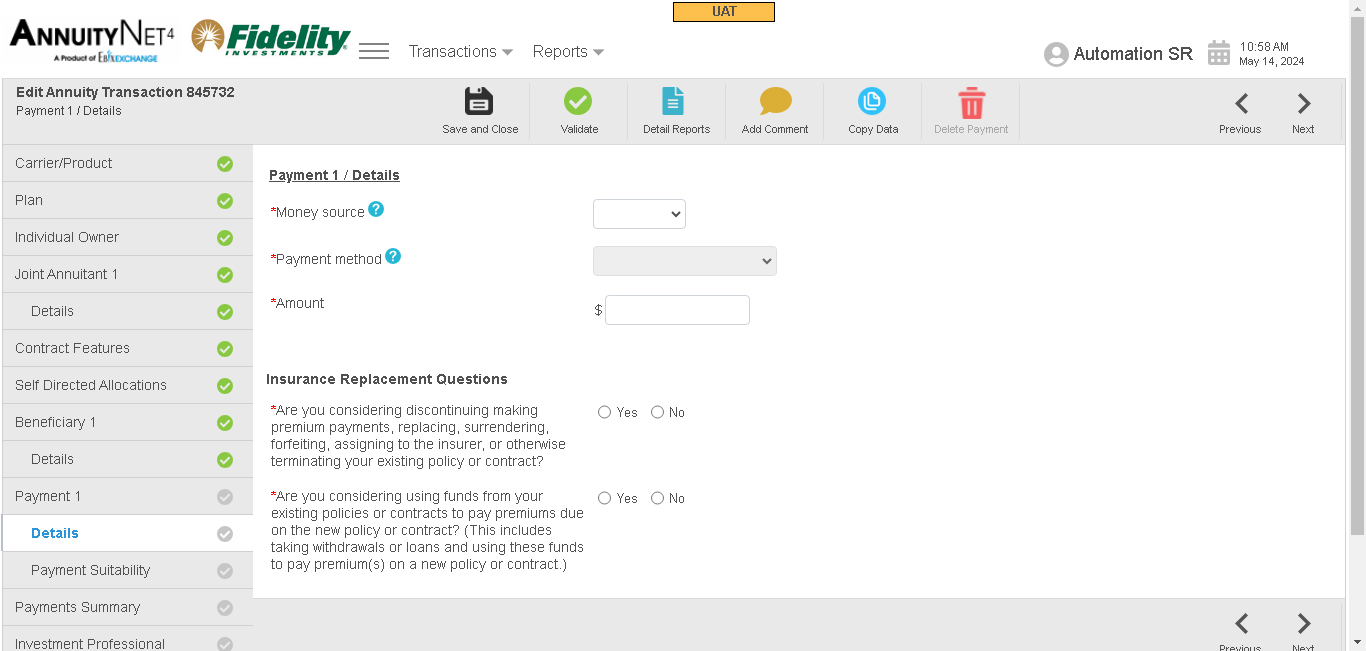 UAT
ANNUITYNET4
A Product of EBIXEXCHANGE
Fidelity
INVESTMENTS
Transactions
Reports
Automation SR
10:58 AM
May 14, 2024
Edit Annuity Transaction 845732
Payment 1 / Details
Save and Close
Validate
Detail Reports
Add Comment
Copy Data
Delete Payment
Previous
Next
Carrier/Product
Plan
Individual Owner
Joint Annuitant 1
Details
Contract Features
Self Directed Allocations
Beneficiary 1
Details
Payment 1
Details
Payment Suitability
Payments Summary
Investment Professional
Payment 1 / Details
*Money source ?
*Payment method ?
*Amount
$
Insurance Replacement Questions
*Are you considering discontinuing making
premium payments, replacing, surrendering,
forfeiting, assigning to the insurer, or otherwise
terminating your existing policy or contract?
Yes No
*Are you considering using funds from your
existing policies or contracts to pay premiums due
on the new policy or contract? (This includes
taking withdrawals or loans and using these funds
to pay premium(s) on a new policy or contract.)
Yes No
Previous
Next